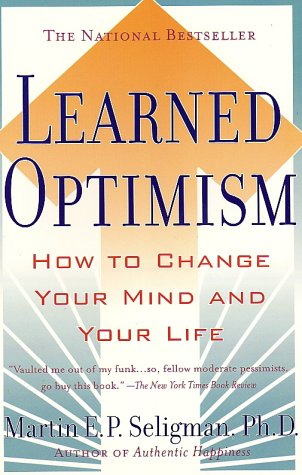 THE NATIONAL BESTSELLER
LEARNED
OPTIMISM
HOW TO CHANGE
YOUR MIND AND
YOUR LIFE
"Vaulted me out of my funk...so, fellow moderate pessimists,
go buy this book." —The New York Times Book Review
Martin E.P. Seligman, Ph.D.
AUTHOR OF Authentic Happiness